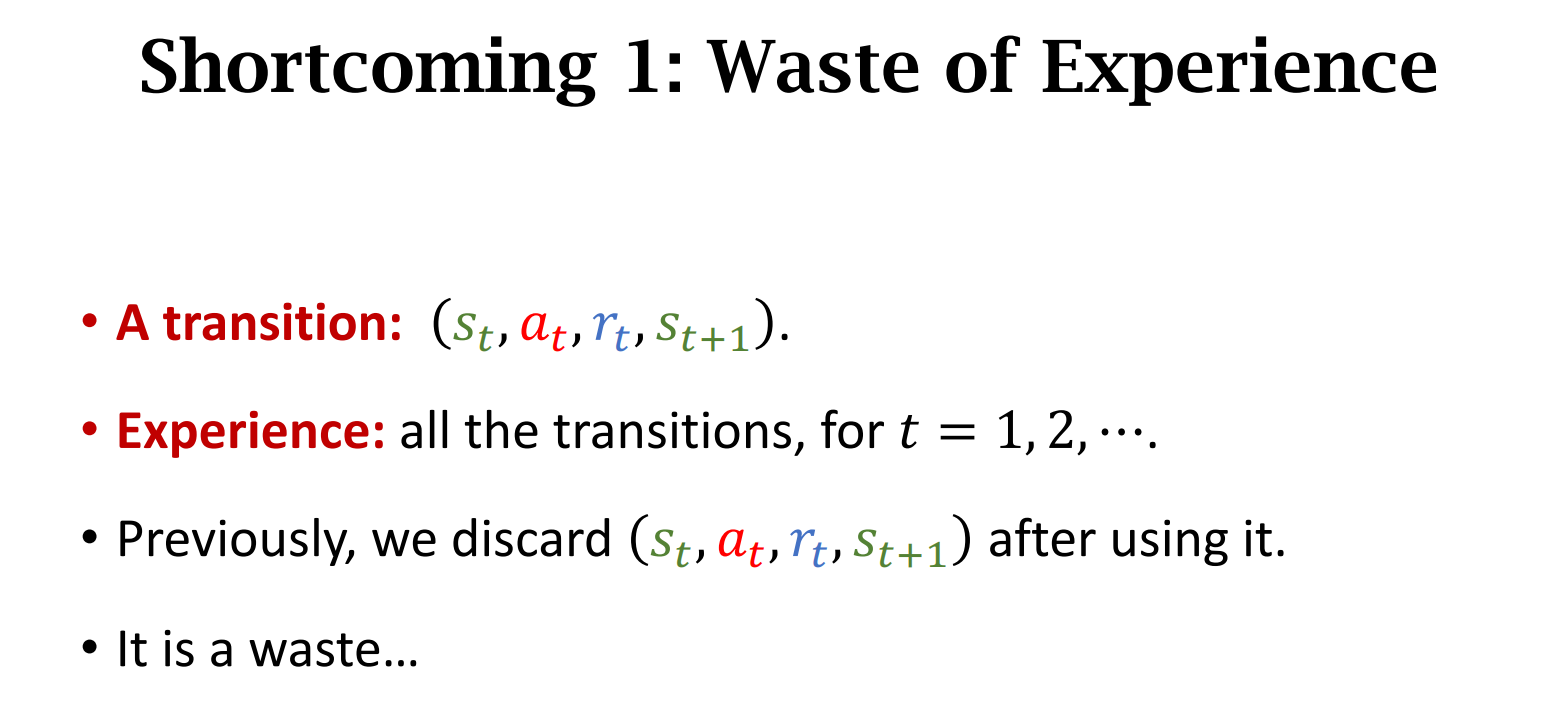 Shortcoming 1: Waste of Experience
• A transition: (s_t, a_t, r_t, s_{t+1}).
• Experience: all the transitions, for t = 1, 2, ⋯.
• Previously, we discard (s_t, a_t, r_t, s_{t+1}) after using it.
• It is a waste…